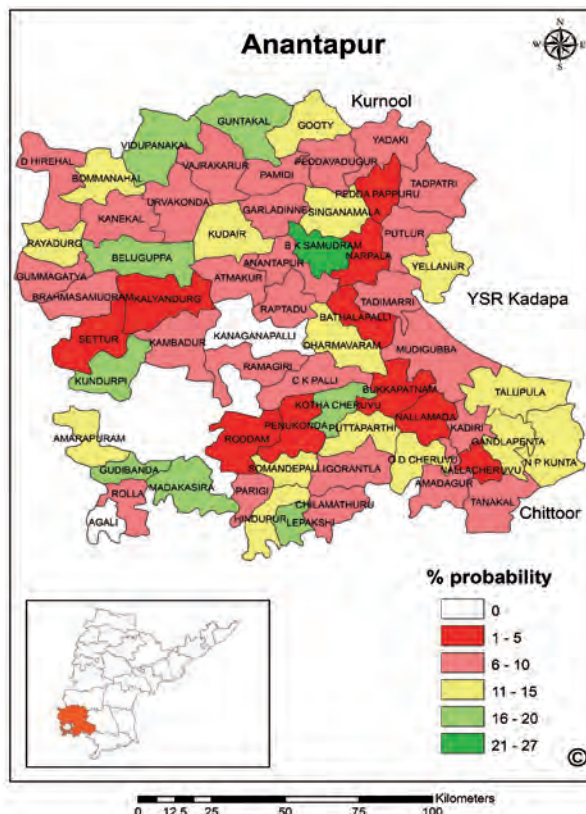 Anantapur
N
W E
S
Kurnool
GUNTAKAL
GOOTY
VIDUPANAKAL
YADAKI
D HIREHAL
VAJRAKARUR
PEDDAVADUGUR
BOMMANAHAL
PAMIDI
TADPATRI
URVAKONDA
PEDDA PAPPURU
KANEKAL
GARLADINNE
SINGANAMALA
KUDAIR
PUTLUR
RAYADURG
B K SAMUDRAM
NARPALA
BELUGUPPA
YELLANUR
ANANTAPUR
GUMMAGATYA
ATMAKUR
YSR Kadapa
BRAHMASAMUDRAM
KALYANDURG
TADIMARRI
RAPTADU
BATHALAPALLI
SETTUR
KANAGANAPALLI
KAMBADUR
DHARMAVARAM
MUDIGUBBA
RAMAGIRI
KUNDURPI
C K PALLI
BUKKAPATNAM
TALUPULA
KOTHA CHERUVU
NALLAMADA
AMARAPURAM
RODDAM
PENUKONDA
PUTTAPARTHI
KADIRI
GANDLAPENTA
O D CHERUVU
N P KUNTA
GUDIBANDA
SOMANDEPALLI
GORANTLA
NALLACHERUVU
MADAKASIRA
AMADAGUR
ROLLA
PARIGI
CHILAMATHURU
TANAKAL
Chittoor
AGALI
HINDUPUR
LEPAKSHI
% probability
0
1 - 5
6 - 10
11 - 15
16 - 20
21 - 27
©
Kilometers
0 12.5 25 50 75 100